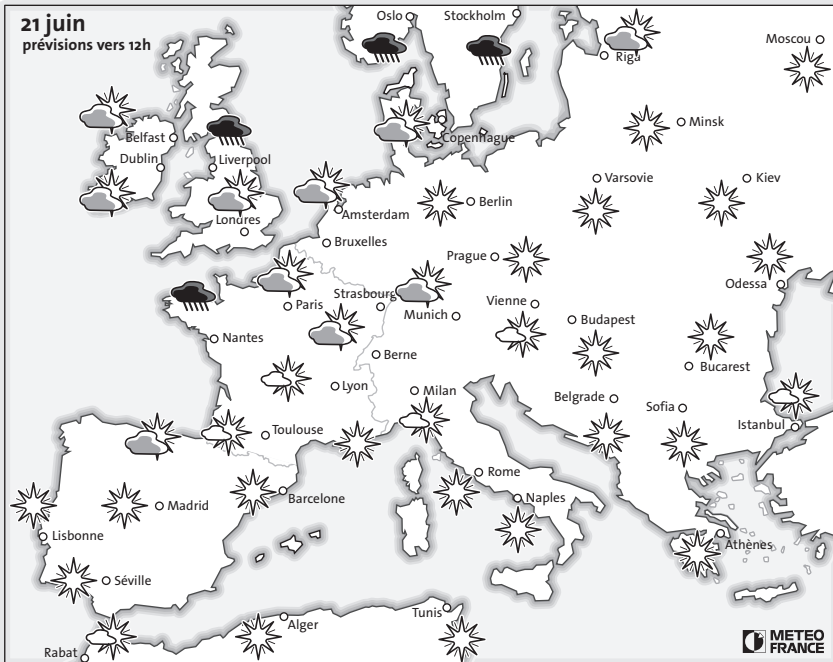 21 juin
prévisions vers 12h
Oslo
Stockholm
Moscou
Riga
Minsk
Belfast
Copenhague
Dublin
Liverpool
Varsovie
Kiev
Berlin
Amsterdam
Londres
Bruxelles
Prague
Odessa
Strasbourg
Vienne
Paris
Munich
Budapest
Nantes
Berne
Bucarest
Lyon
Milan
Belgrade
Sofia
Istanbul
Toulouse
Rome
Barcelone
Naples
Madrid
Lisbonne
Athènes
Séville
Tunis
Alger
Rabat
METEO
FRANCE